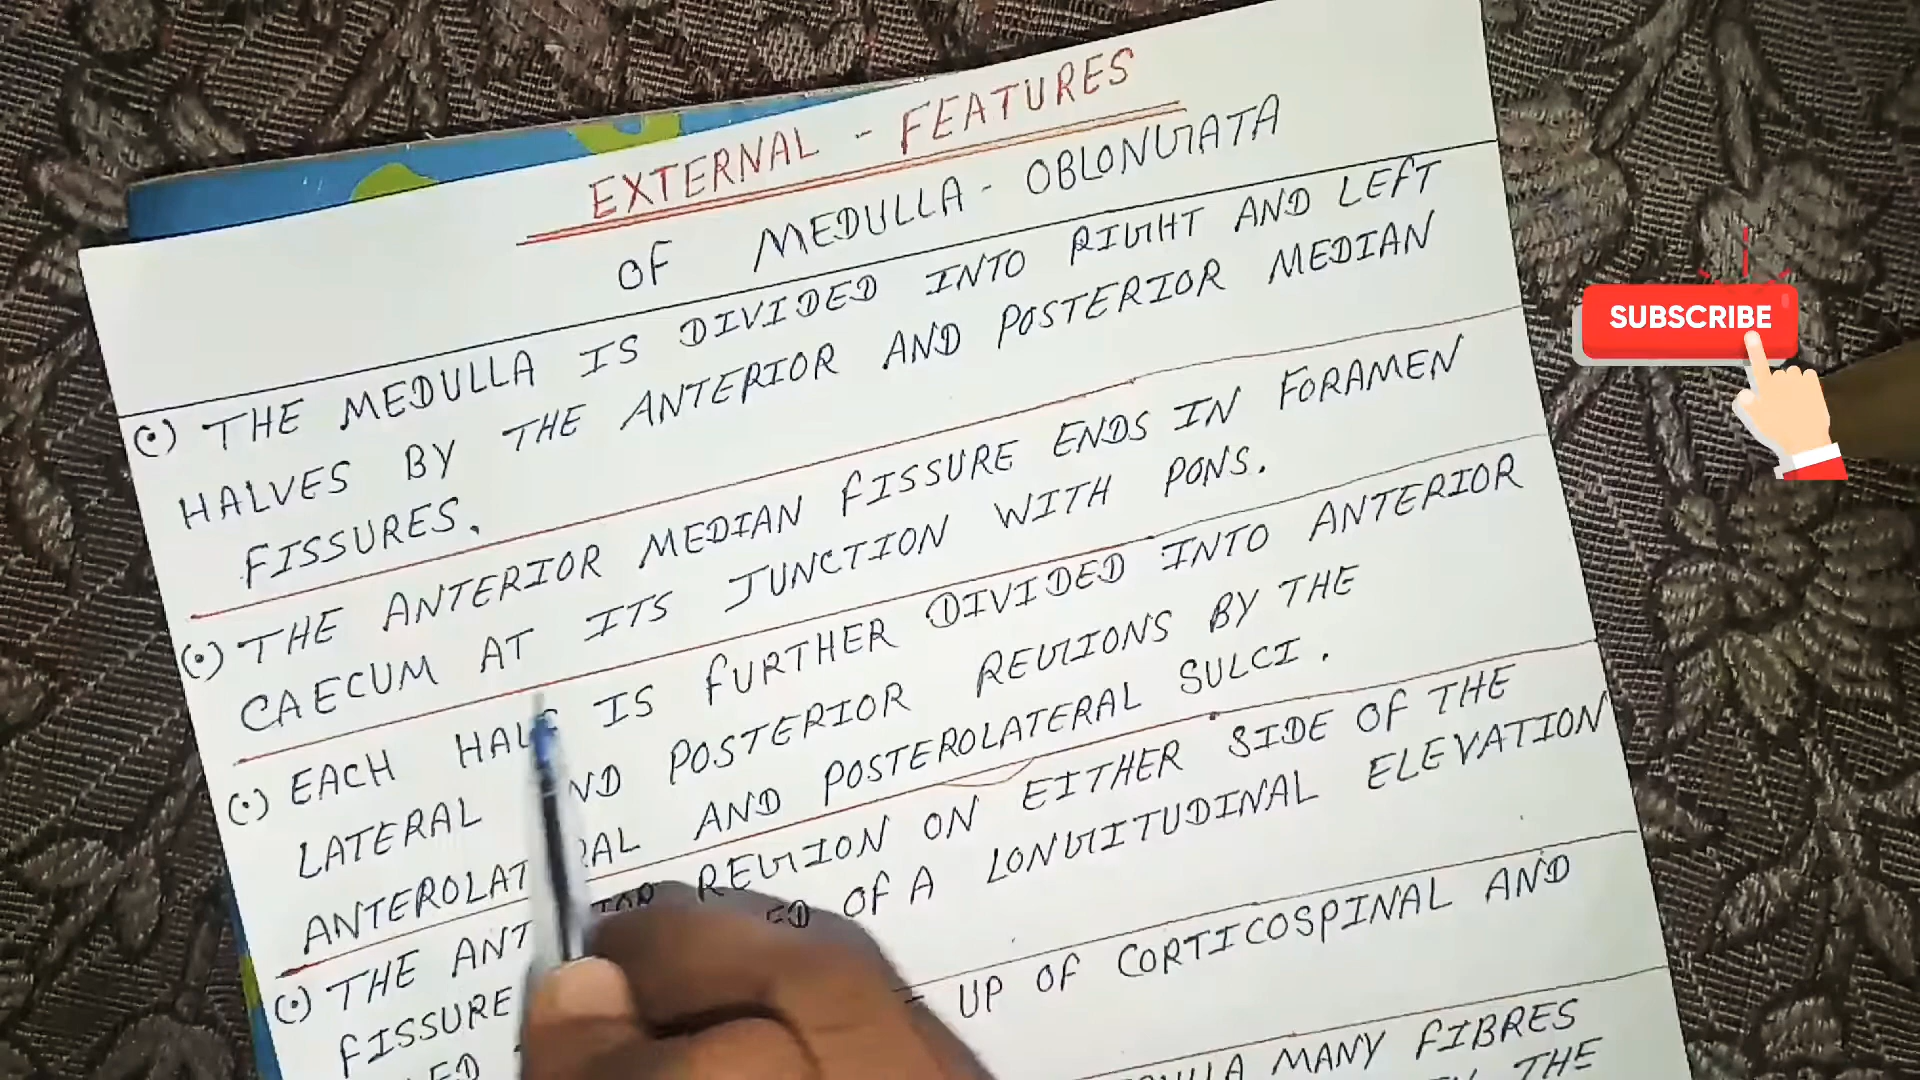 EXTERNAL - FEATURES
OF MEDULLA - OBLONGATA
(•) THE MEDULLA IS DIVIDED INTO RIGHT AND LEFT
HALVES BY THE ANTERIOR AND POSTERIOR MEDIAN
FISSURES.
(•) THE ANTERIOR MEDIAN FISSURE ENDS IN FORAMEN
CAECUM AT ITS JUNCTION WITH PONS.
(•) EACH HALF IS FURTHER DIVIDED INTO ANTERIOR
LATERAL POSTERIOR REGIONS BY THE
AND POSTEROLATERAL SULCI.
(•) THE REGION ON EITHER SIDE OF THE
FISSURE OF A LONGITUDINAL ELEVATION
UP OF CORTICOSPINAL AND
MANY FIBRES
THE
SUBSCRIBE